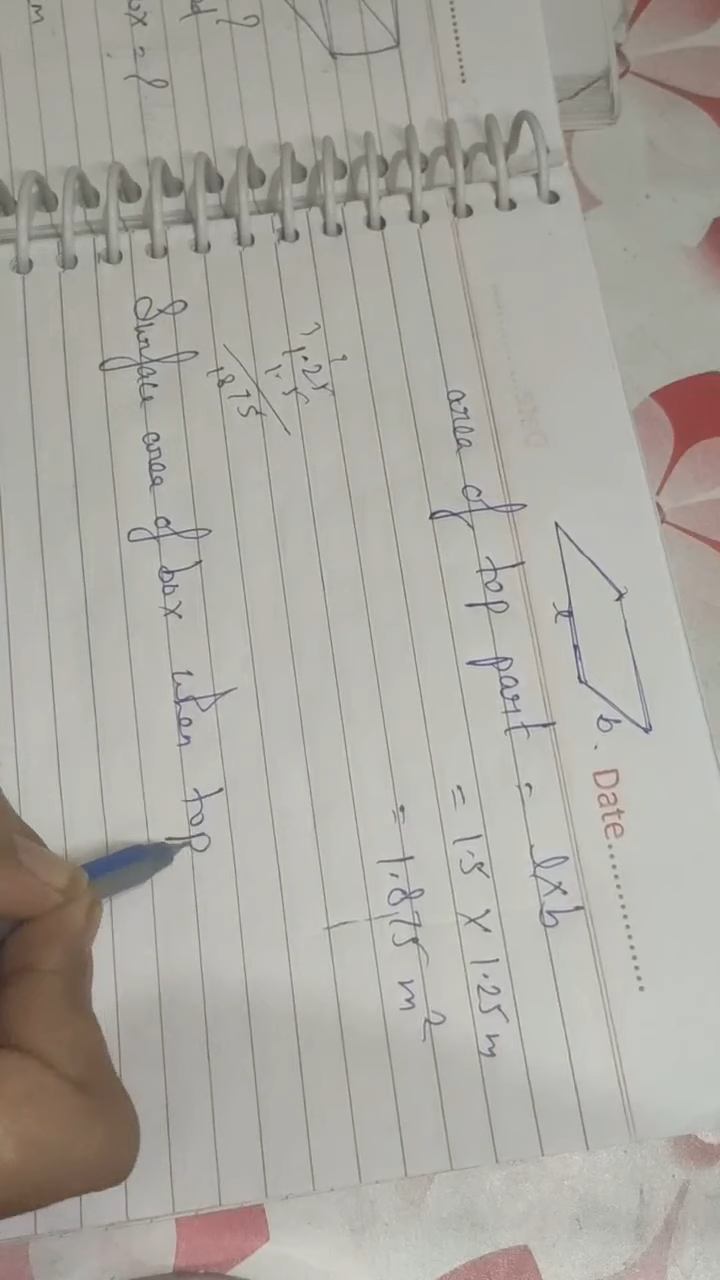 Date
l
b.
area of top part = l×b
= 1.5 × 1.25 m
= 1.875 m²
1.25
1.5
1875
Surface area of box when top
?
ox = ?
m